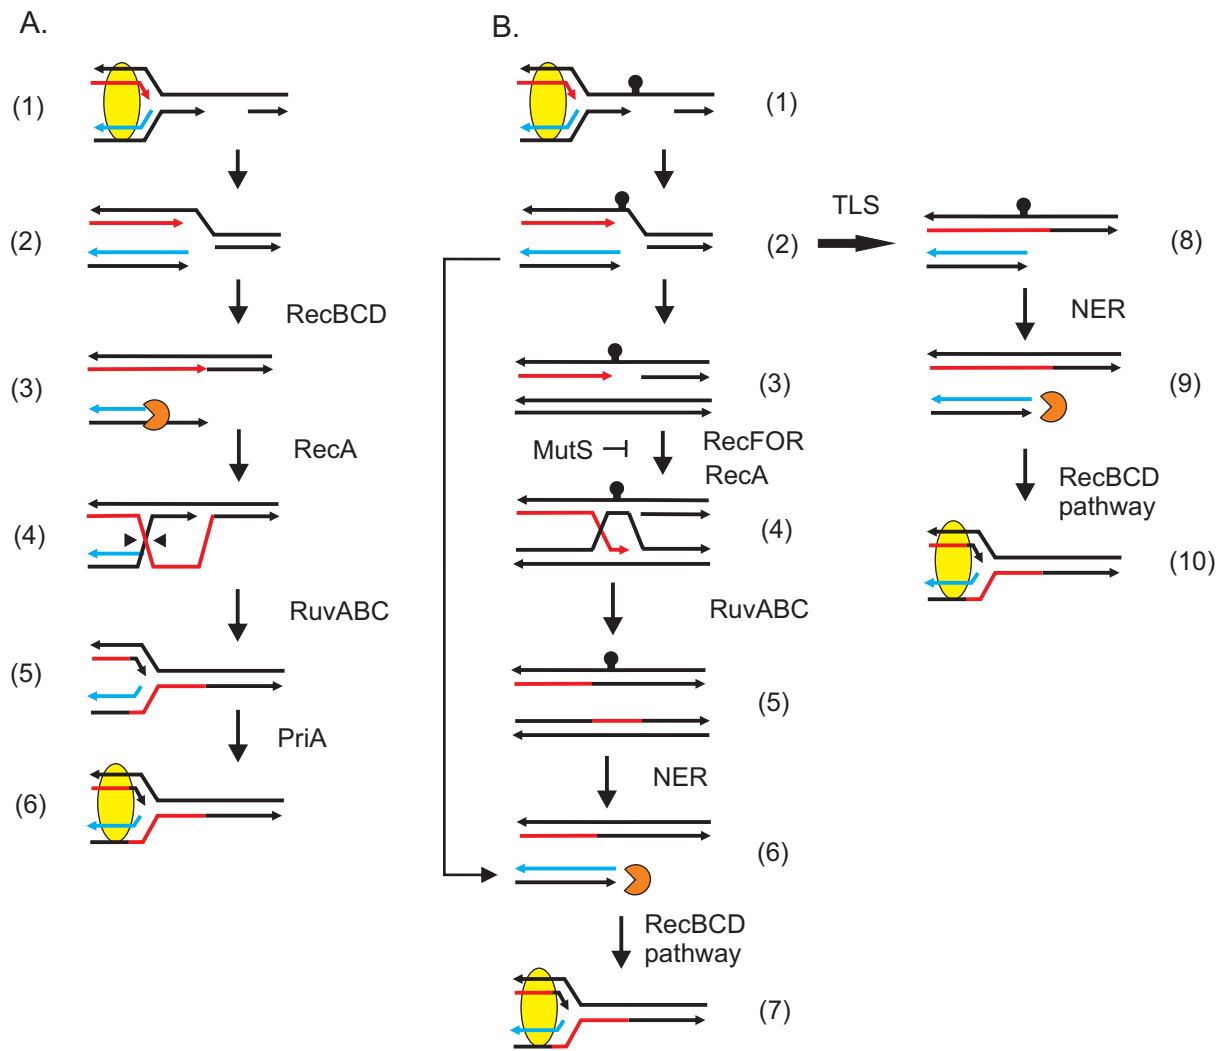 A.
(1)
(2)
RecBCD
(3)
RecA
(4)
RuvABC
(5)
PriA
(6)
B.
(1)
(2)
(3)
MutS
RecFOR
RecA
(4)
RuvABC
(5)
NER
(6)
RecBCD
pathway
(7)
TLS
(8)
NER
(9)
RecBCD
pathway
(10)